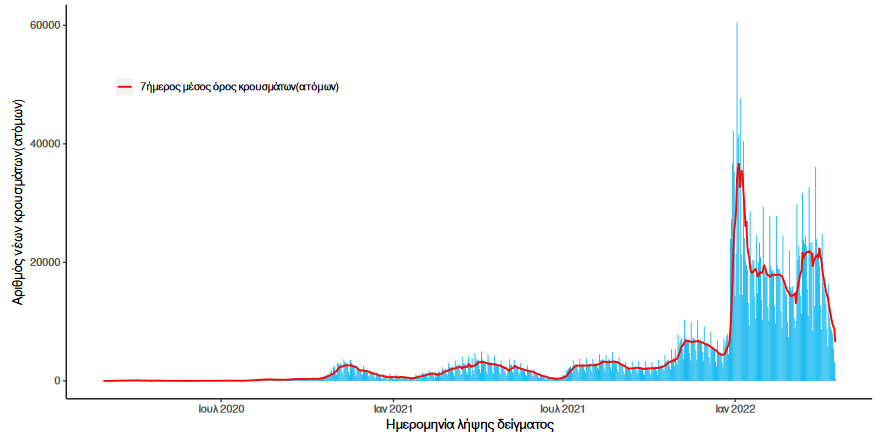 60000
7ήμερος μέσος όρος κρουσμάτων(ατόμων)
40000
20000
0
Αριθμός νέων κρουσμάτων(ατόμων)
Ιουλ 2020
Ιαν 2021
Ιουλ 2021
Ιαν 2022
Ημερομηνία λήψης δείγματος